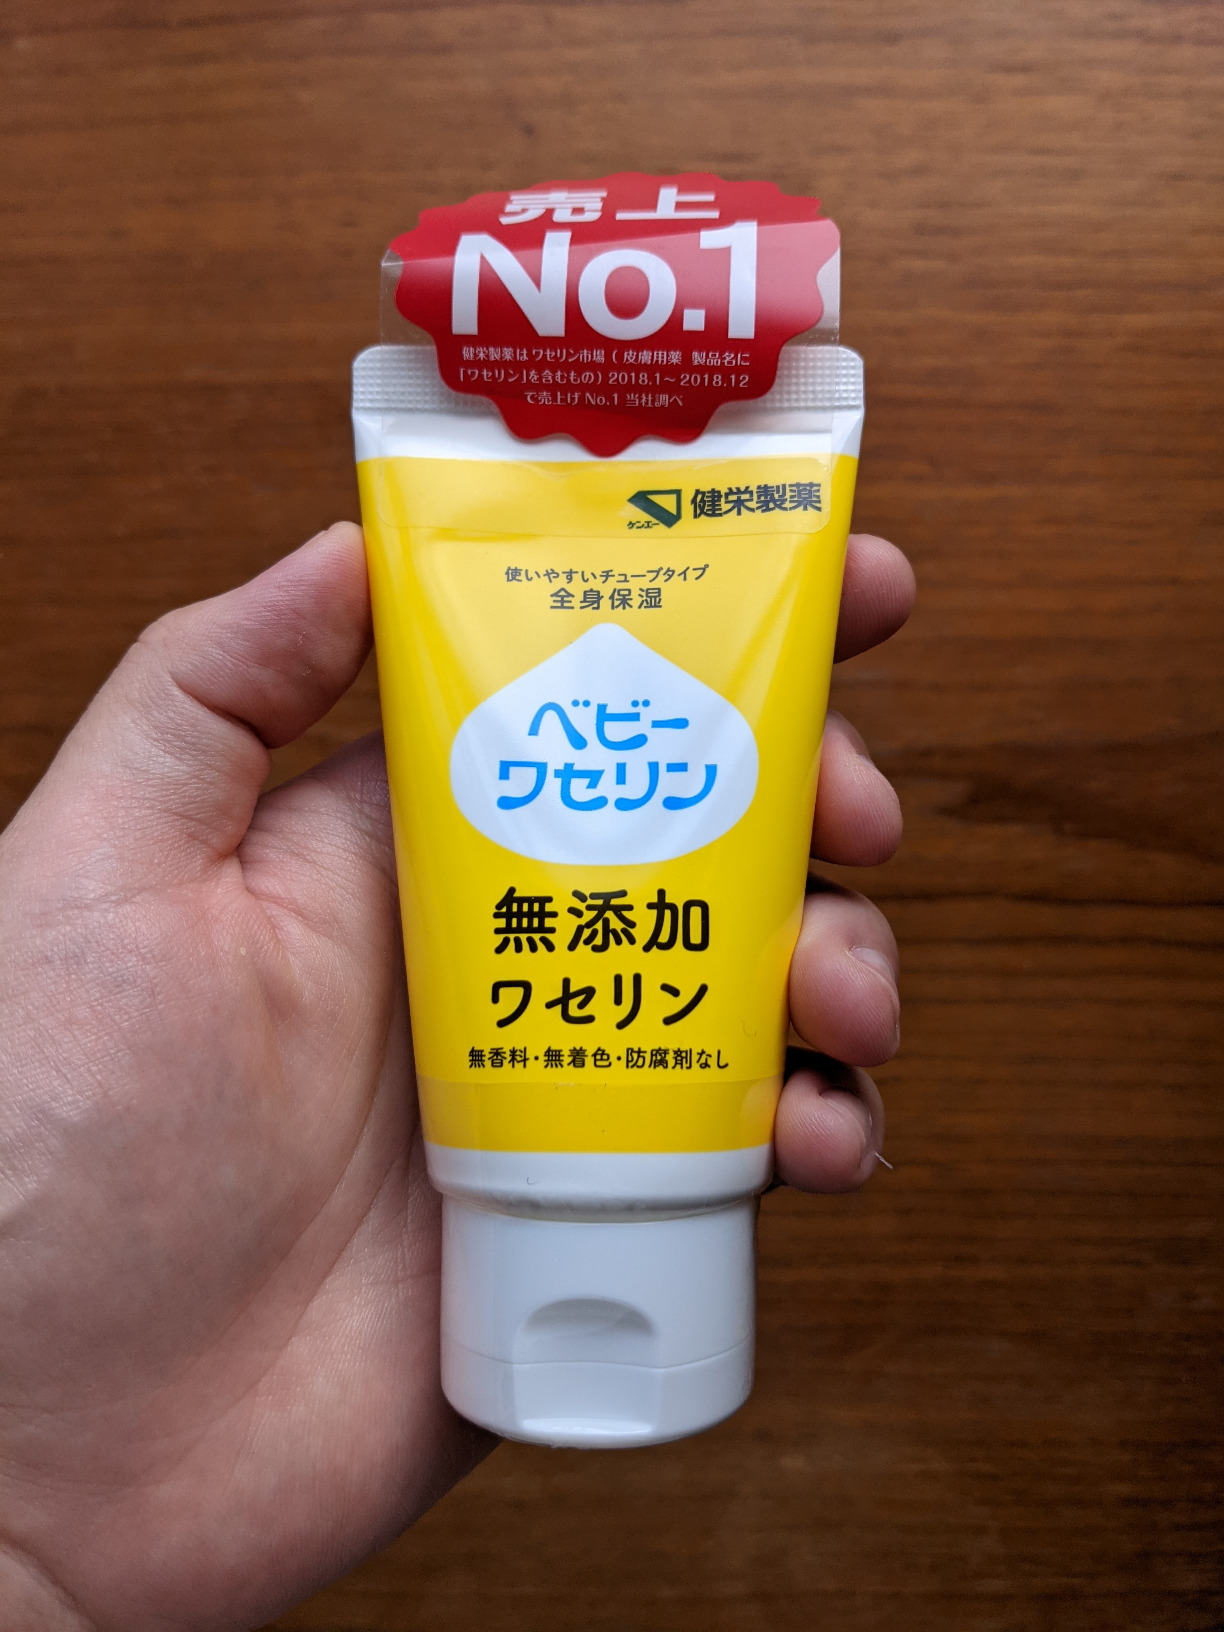 売上
No.1
健栄製薬はワセリン市場（皮膚用薬 製品名に
「ワセリン」を含むもの）2018.1～2018.12
で売上げ No.1 当社調べ
健栄製薬
ケンエー
使いやすいチューブタイプ
全身保湿
ベビー
ワセリン
無添加
ワセリン
無香料・無着色・防腐剤なし